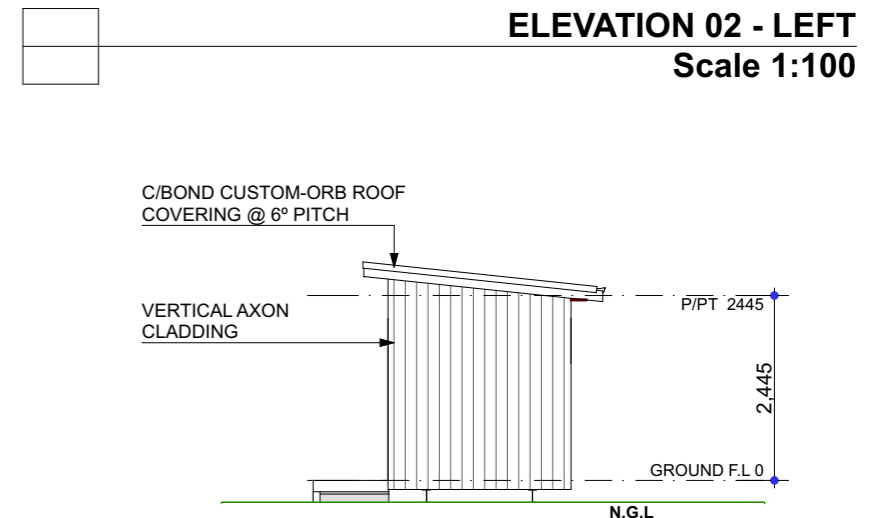 ELEVATION 02 - LEFT
Scale 1:100
C/BOND CUSTOM-ORB ROOF
COVERING @ 6º PITCH
VERTICAL AXON
CLADDING
P/PT 2445
2,445
GROUND F.L 0
N.G.L